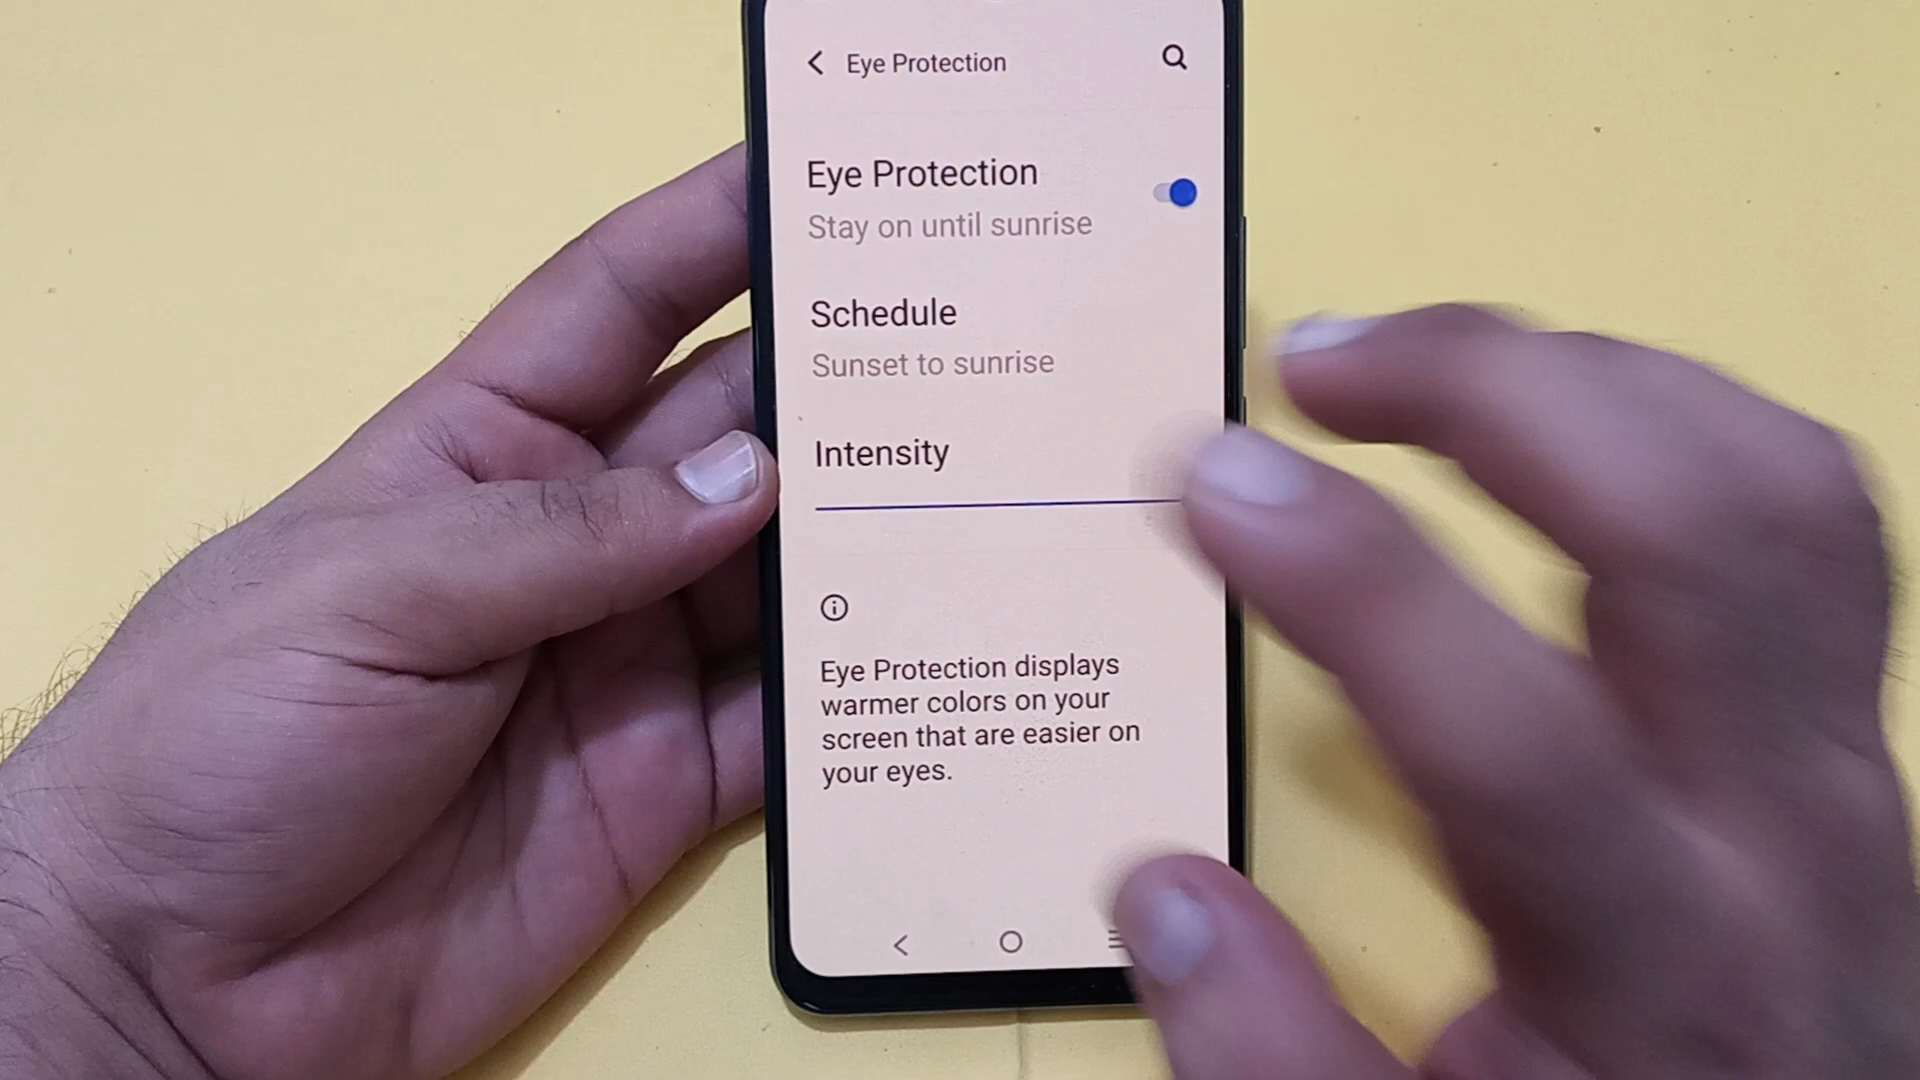 Eye Protection
Eye Protection
Stay on until sunrise
Schedule
Sunset to sunrise
Intensity
Eye Protection displays
warmer colors on your
screen that are easier on
your eyes.